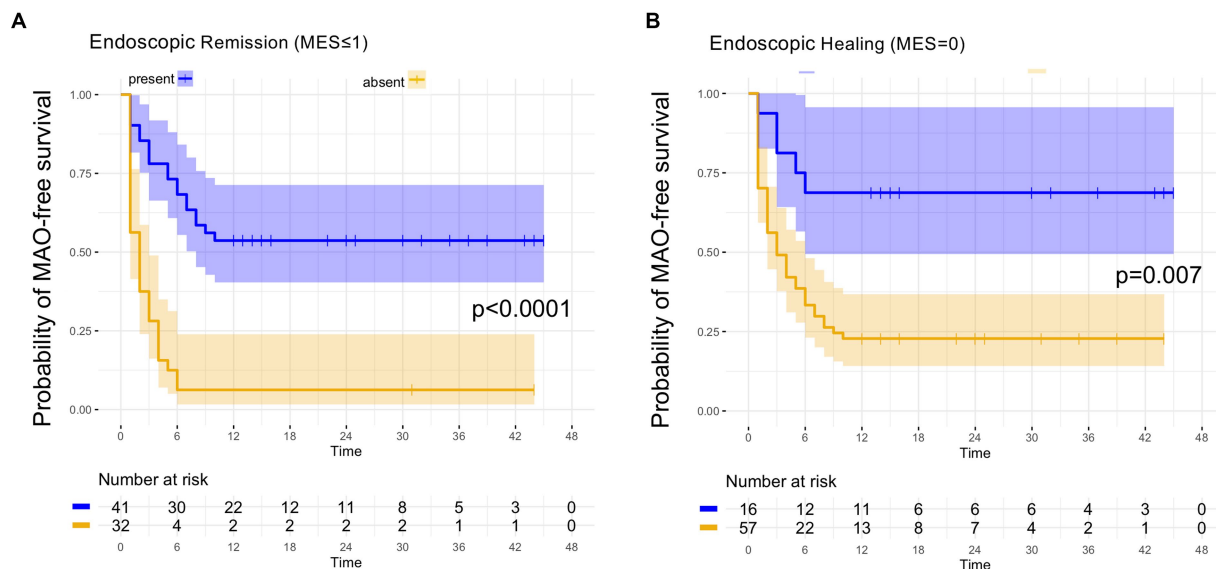 A
Endoscopic Remission (MES≤1)
present
absent
Probability of MAO-free survival
1.00
0.75
0.50
0.25
0.00
p<0.0001
0 6 12 18 24 30 36 42 48
Time
Number at risk
41 30 22 12 11 8 5 3 0
32 4 2 2 2 2 1 1 0
0 6 12 18 24 30 36 42 48
Time
B
Endoscopic Healing (MES=0)
Probability of MAO-free survival
1.00
0.75
0.50
0.25
0.00
p=0.007
0 6 12 18 24 30 36 42 48
Time
Number at risk
16 12 11 6 6 6 4 3 0
57 22 13 8 7 4 2 1 0
0 6 12 18 24 30 36 42 48
Time